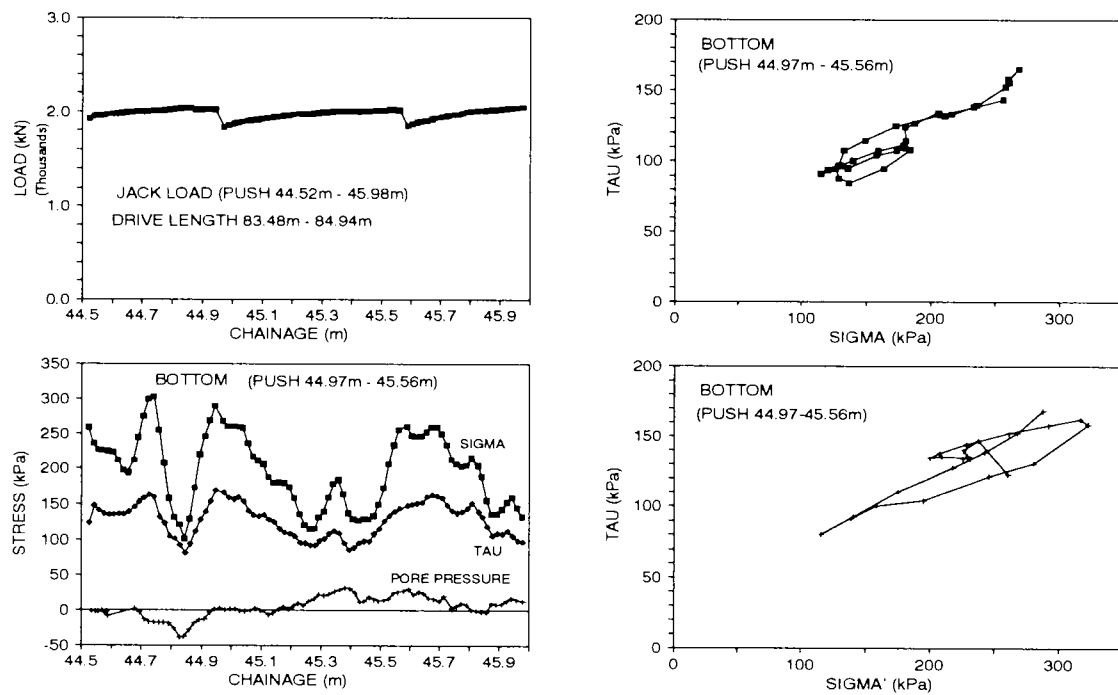 3.0
2.0
1.0
0.0
LOAD (kN)
(Thousands)
JACK LOAD (PUSH 44.52m - 45.98m)
DRIVE LENGTH 83.48m - 84.94m
44.5 44.7 44.9 45.1 45.3 45.5 45.7 45.9
CHAINAGE (m)
200
150
100
50
0
TAU (kPa)
BOTTOM
(PUSH 44.97m - 45.56m)
0 100 200 300
SIGMA (kPa)
350
300
250
200
150
100
50
0
-50
STRESS (kPa)
BOTTOM (PUSH 44.97m - 45.56m)
SIGMA
TAU
PORE PRESSURE
44.5 44.7 44.9 45.1 45.3 45.5 45.7 45.9
CHAINAGE (m)
200
150
100
50
0
TAU (kPa)
BOTTOM
(PUSH 44.97-45.56m)
0 100 200 300
SIGMA' (kPa)